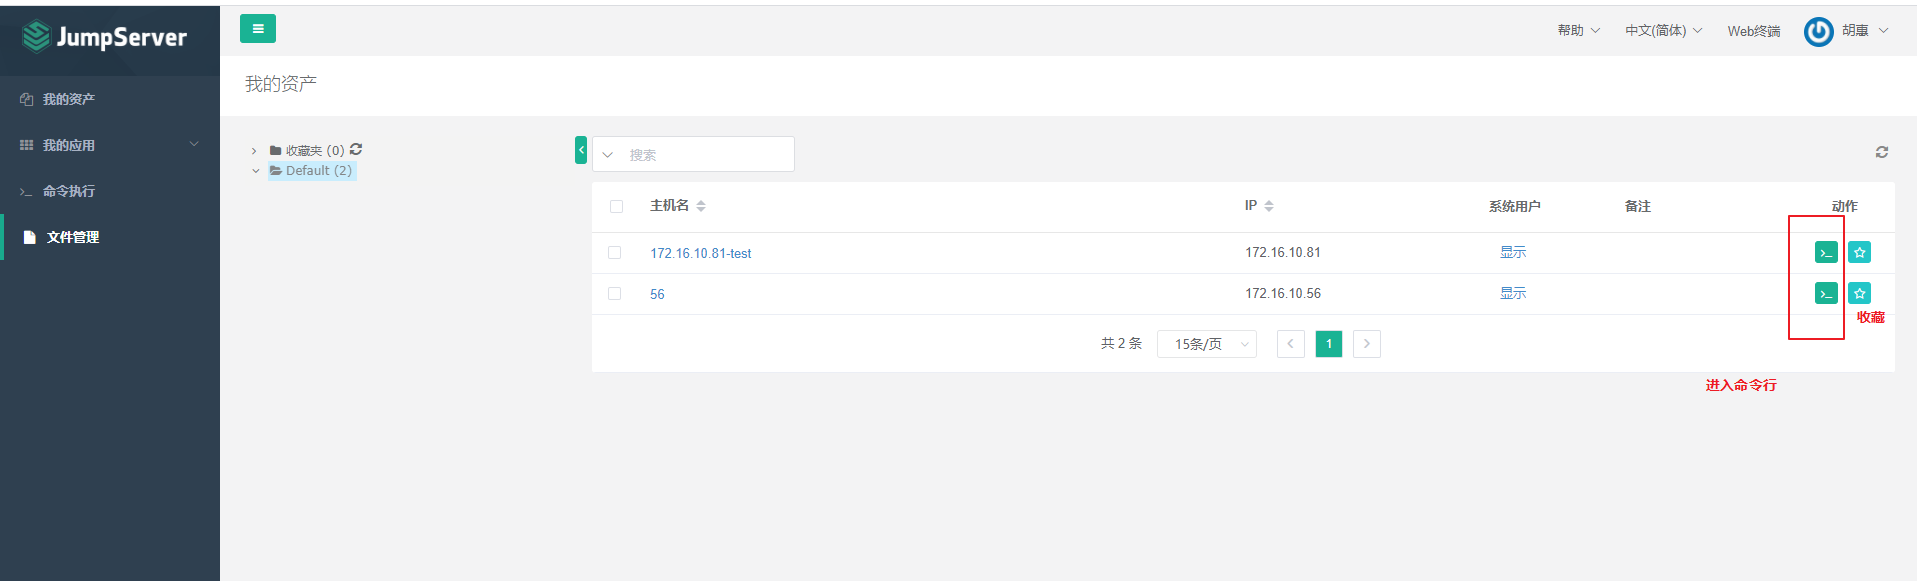 JumpServer
帮助
中文(简体)
Web终端
胡惠
我的资产
我的资产
我的应用
命令执行
文件管理
收藏夹 (0)
Default (2)
搜索
主机名 IP 系统用户 备注 动作
172.16.10.81-test 172.16.10.81 显示
56 172.16.10.56 显示
收藏
共 2 条 15条/页 1
进入命令行